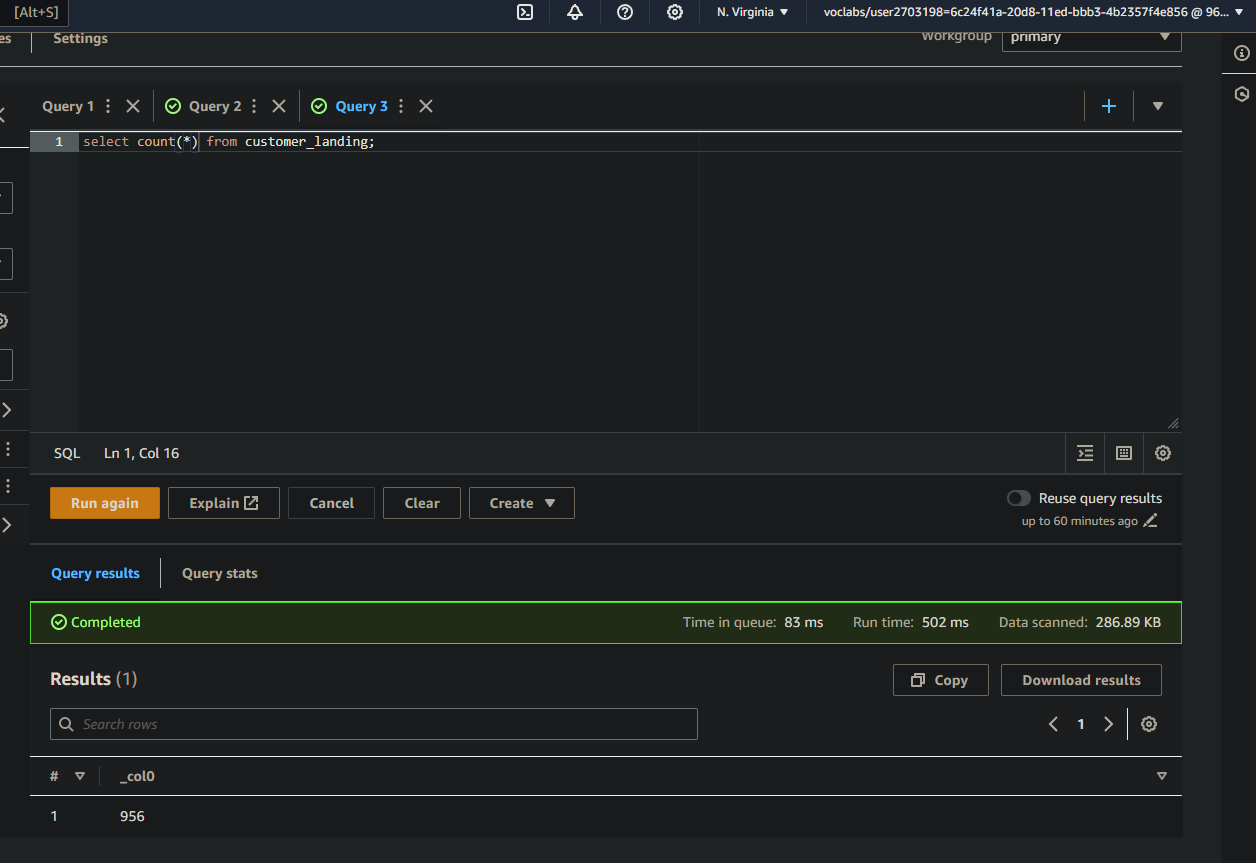 [Alt+S] N. Virginia voclabs/user2703198=6c24f41a-20d8-11ed-bbb3-4b2357f4e856 @ 96...
es Settings Workgroup primary
Query 1 Query 2 Query 3
1 select count(*) from customer_landing;
SQL Ln 1, Col 16
Run again Explain Cancel Clear Create Reuse query results
up to 60 minutes ago
Query results Query stats
Completed Time in queue: 83 ms Run time: 502 ms Data scanned: 286.89 KB
Results (1) Copy Download results
Search rows 1
# _col0
1 956